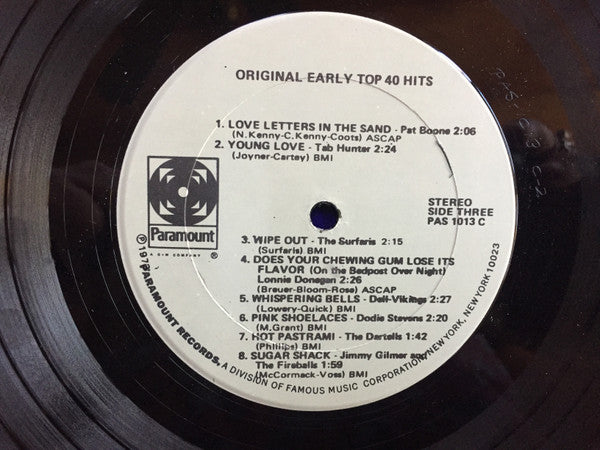 ORIGINAL EARLY TOP 40 HITS
1. LOVE LETTERS IN THE SAND - Pat Boone 2:06
(N. Kenny-C. Kenny-Coots) ASCAP
2. YOUNG LOVE - Tab Hunter 2:24
(Joyner-Cartey) BMI
Paramount
®
A G+W COMPANY
STEREO
SIDE THREE
PAS 1013 C
3. WIPE OUT - The Surfaris 2:15
(Surfaris) BMI
4. DOES YOUR CHEWING GUM LOSE ITS
FLAVOR (On the Bedpost Over Night)
Lonnie Donegan 2:26
(Breuer-Bloom-Rose) ASCAP
5. WHISPERING BELLS - Dell-Vikings 2:27
(Lowery-Quick) BMI
6. PINK SHOELACES - Dodie Stevens 2:20
(M. Grant) BMI
7. HOT PASTRAMI - The Dartells 1:42
(Phillips) BMI
8. SUGAR SHACK - Jimmy Gilmer and
The Fireballs 1:59
(McCormack-Voss) BMI
PARAMOUNT RECORDS, A DIVISION OF FAMOUS MUSIC CORPORATION, NEW YORK, NEW YORK 10023